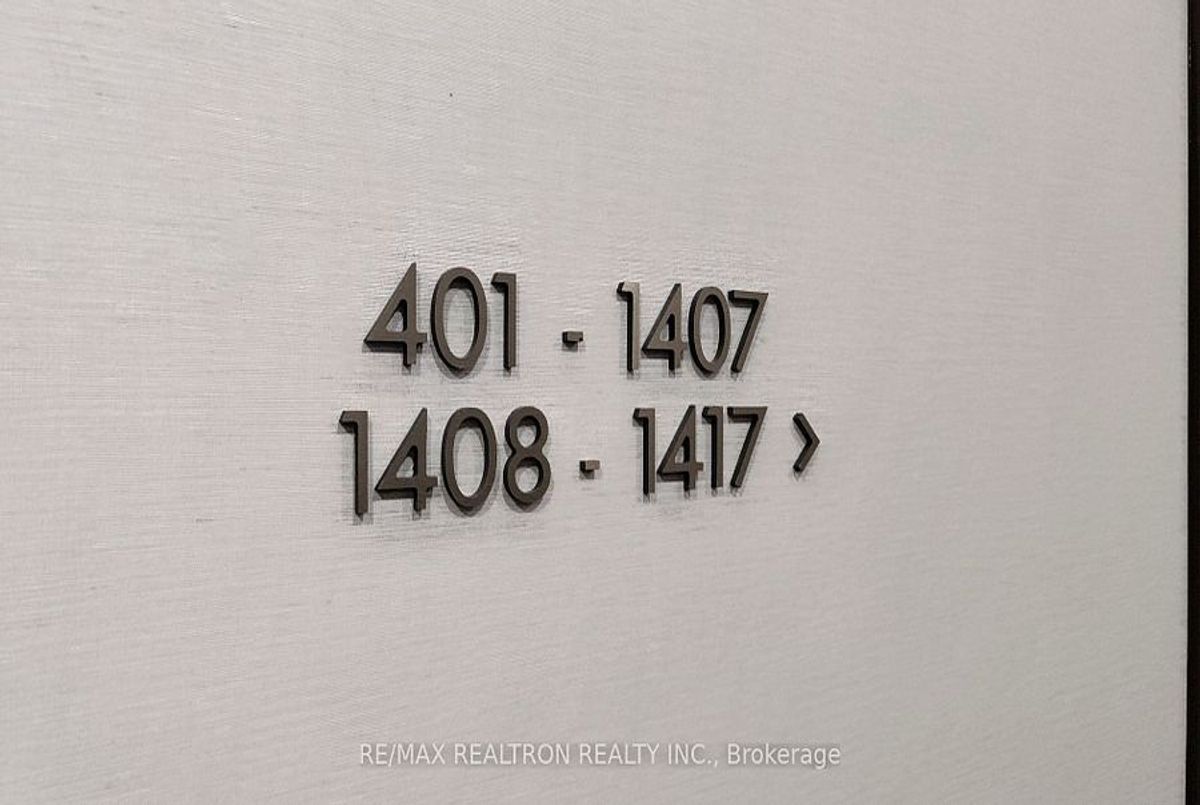 401 - 1407
1408 - 1417 >
RE/MAX REALTRON REALTY INC., Brokerage